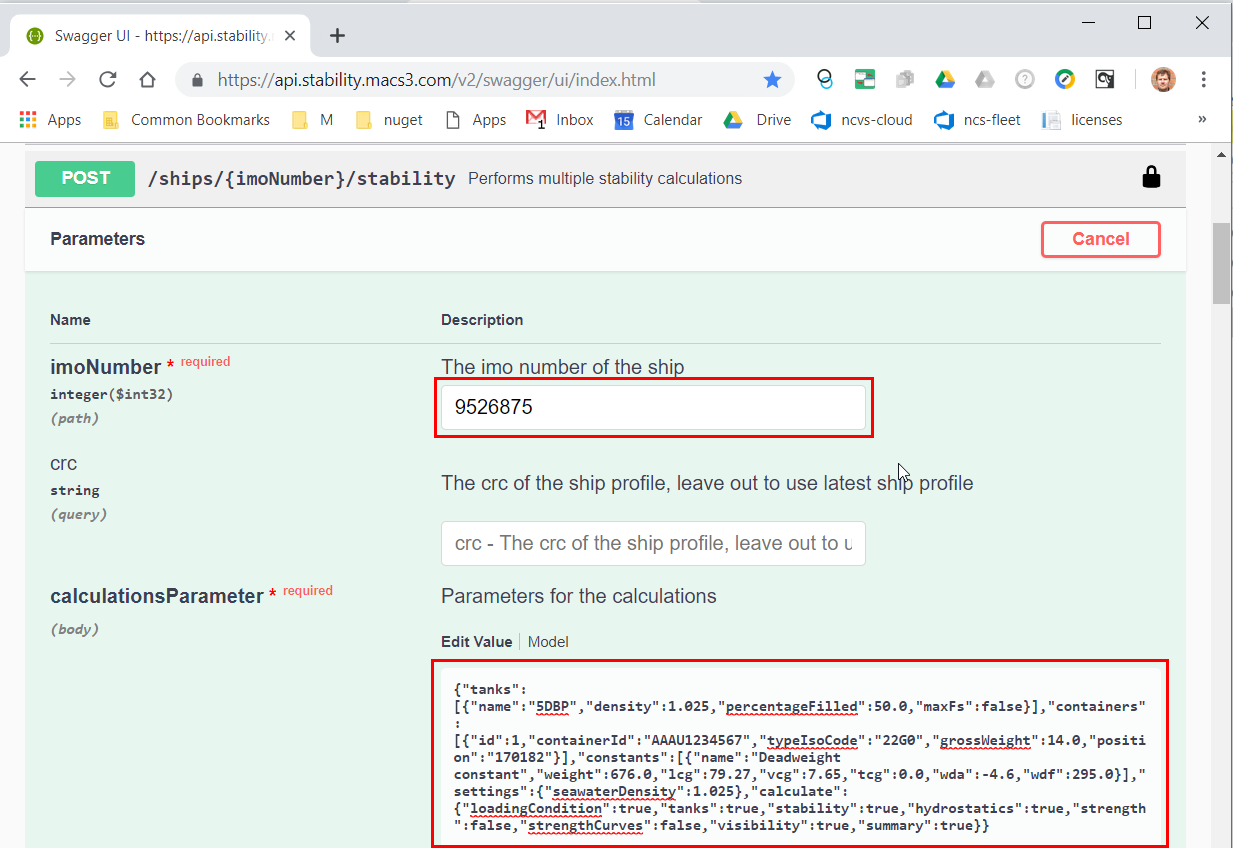 Swagger UI - https://api.stability.
https://api.stability.macs3.com/v2/swagger/ui/index.html
Apps Common Bookmarks M nuget Apps 1 Inbox 15 Calendar Drive ncvs-cloud ncs-fleet licenses »
POST /ships/{imoNumber}/stability Performs multiple stability calculations
Parameters Cancel
Name Description
imoNumber * required The imo number of the ship
integer($int32)
(path)
9526875
crc
string
(query)
The crc of the ship profile, leave out to use latest ship profile
crc - The crc of the ship profile, leave out to u
calculationsParameter * required Parameters for the calculations
(body)
Edit Value Model
{"tanks":
[{"name":"5DBP","density":1.025,"percentageFilled":50.0,"maxFs":false}],"containers"
:
[{"id":1,"containerId":"AAAU1234567","typeIsoCode":"22G0","grossWeight":14.0,"positi
on":"170182"}],"constants":[{"name":"Deadweight
constant","weight":676.0,"lcg":79.27,"vcg":7.65,"tcg":0.0,"wda":-4.6,"wdf":295.0}],"
settings":{"seawaterDensity":1.025},"calculate":
{"loadingCondition":true,"tanks":true,"stability":true,"hydrostatics":true,"strength
":false,"strengthCurves":false,"visibility":true,"summary":true}}